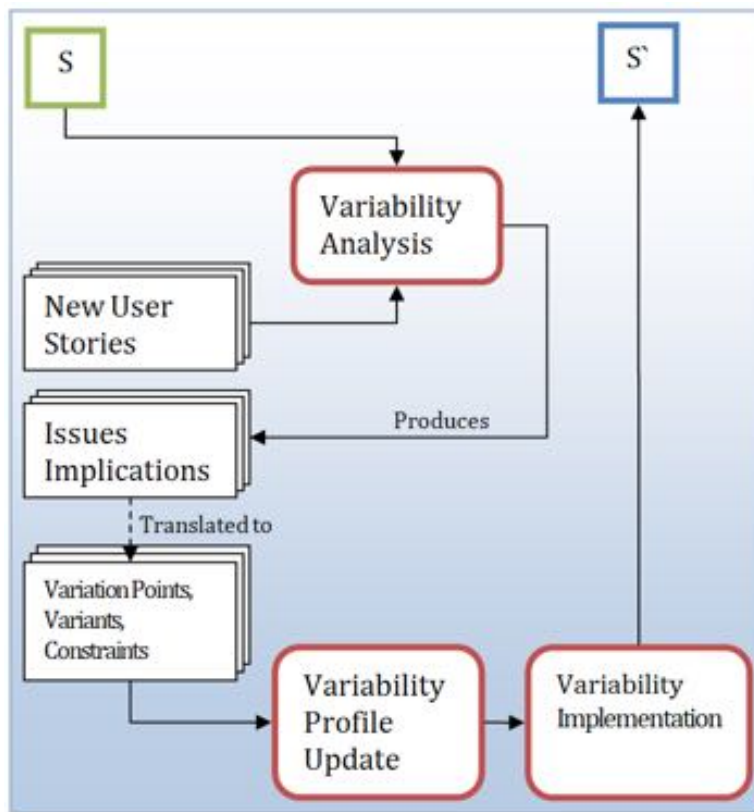 S
S`
Variability
Analysis
New User
Stories
Produces
Issues
Implications
Translated to
Variation Points,
Variants,
Constraints
Variability
Profile
Update
Variability
Implementation